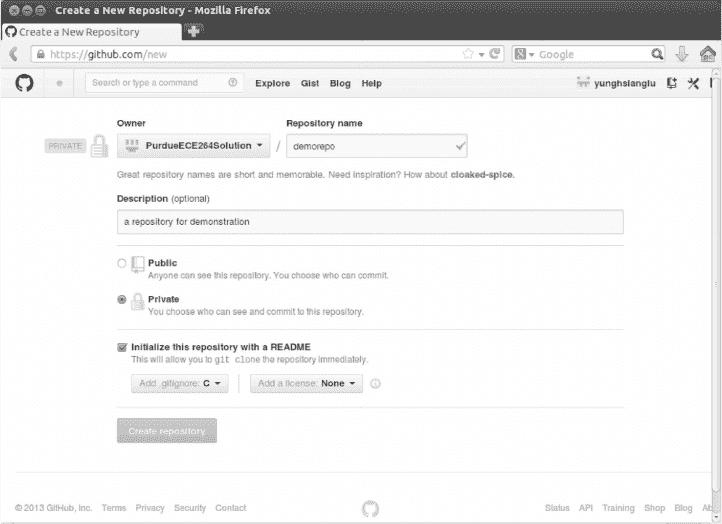 Create a New Repository - Mozilla Firefox
Create a New Repository
https://github.com/new
Google
Search or type a command
Explore Gist Blog Help
yunghsianglu
Owner Repository name
PRIVATE PurdueECE264Solution / demorepo
Great repository names are short and memorable. Need inspiration? How about cloaked-spice.
Description (optional)
a repository for demonstration
Public
Anyone can see this repository. You choose who can commit.
Private
You choose who can see and commit to this repository.
Initialize this repository with a README
This will allow you to git clone the repository immediately.
Add .gitignore: C Add a license: None
Create repository
© 2013 GitHub, Inc. Terms Privacy Security Contact Status API Training Shop Blog Ab